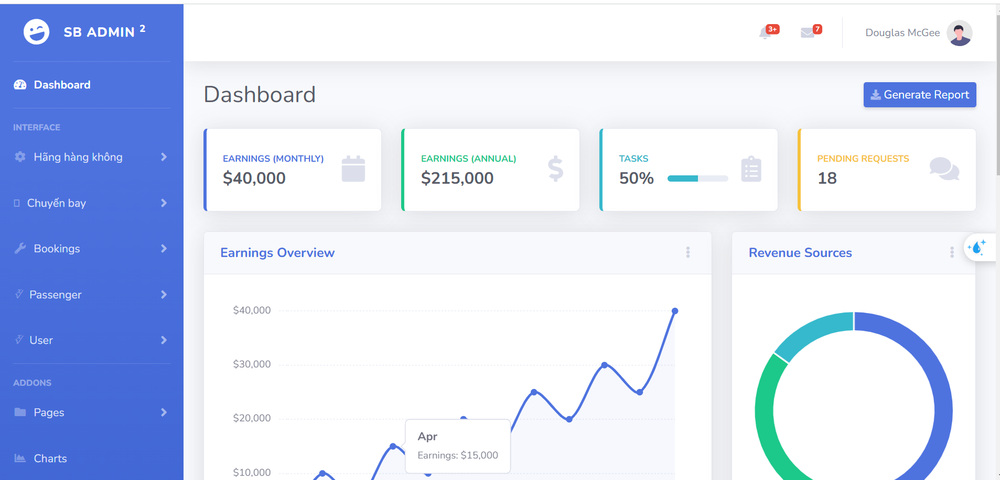 SB ADMIN 2
3+
7
Douglas McGee
Dashboard
INTERFACE
Hãng hàng không
Chuyến bay
Bookings
Passenger
User
ADDONS
Pages
Charts
Dashboard
Generate Report
EARNINGS (MONTHLY)
$40,000
EARNINGS (ANNUAL)
$215,000
TASKS
50%
PENDING REQUESTS
18
Earnings Overview
$40,000
$30,000
$20,000
$10,000
Apr
Earnings: $15,000
Revenue Sources